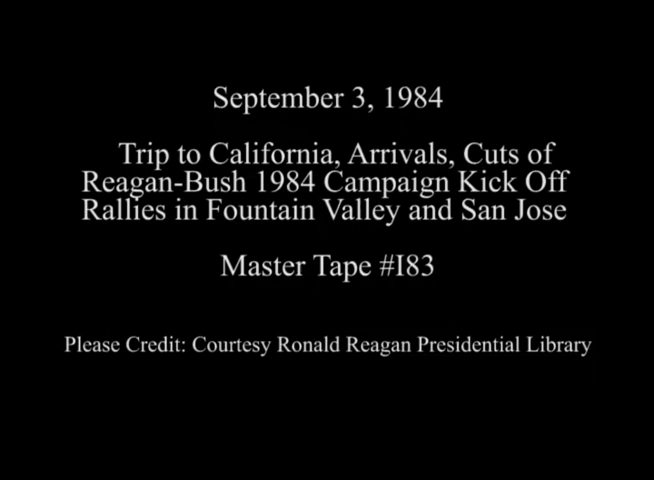 September 3, 1984
Trip to California, Arrivals, Cuts of
Reagan-Bush 1984 Campaign Kick Off
Rallies in Fountain Valley and San Jose
Master Tape #I83
Please Credit: Courtesy Ronald Reagan Presidential Library